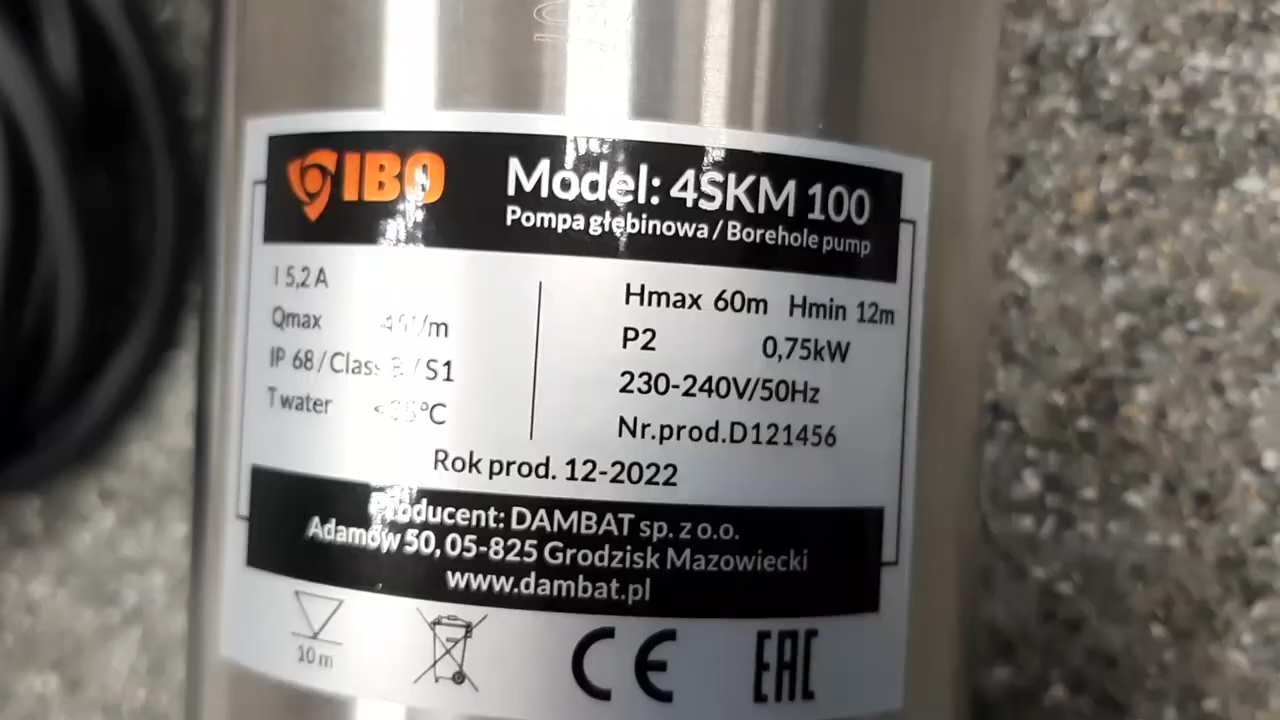 IBO
Model: 4SKM 100
Pompa głębinowa / Borehole pump
I 5,2 A
Qmax
IP 68 / Class / S1
T water °C
Hmax 60m Hmin 12m
P2 0,75kW
230-240V/50Hz
Nr.prod.D121456
Rok prod. 12-2022
Producent: DAMBAT sp. z o.o.
Adamów 50, 05-825 Grodzisk Mazowiecki
www.dambat.pl
10 m
CE
EAC